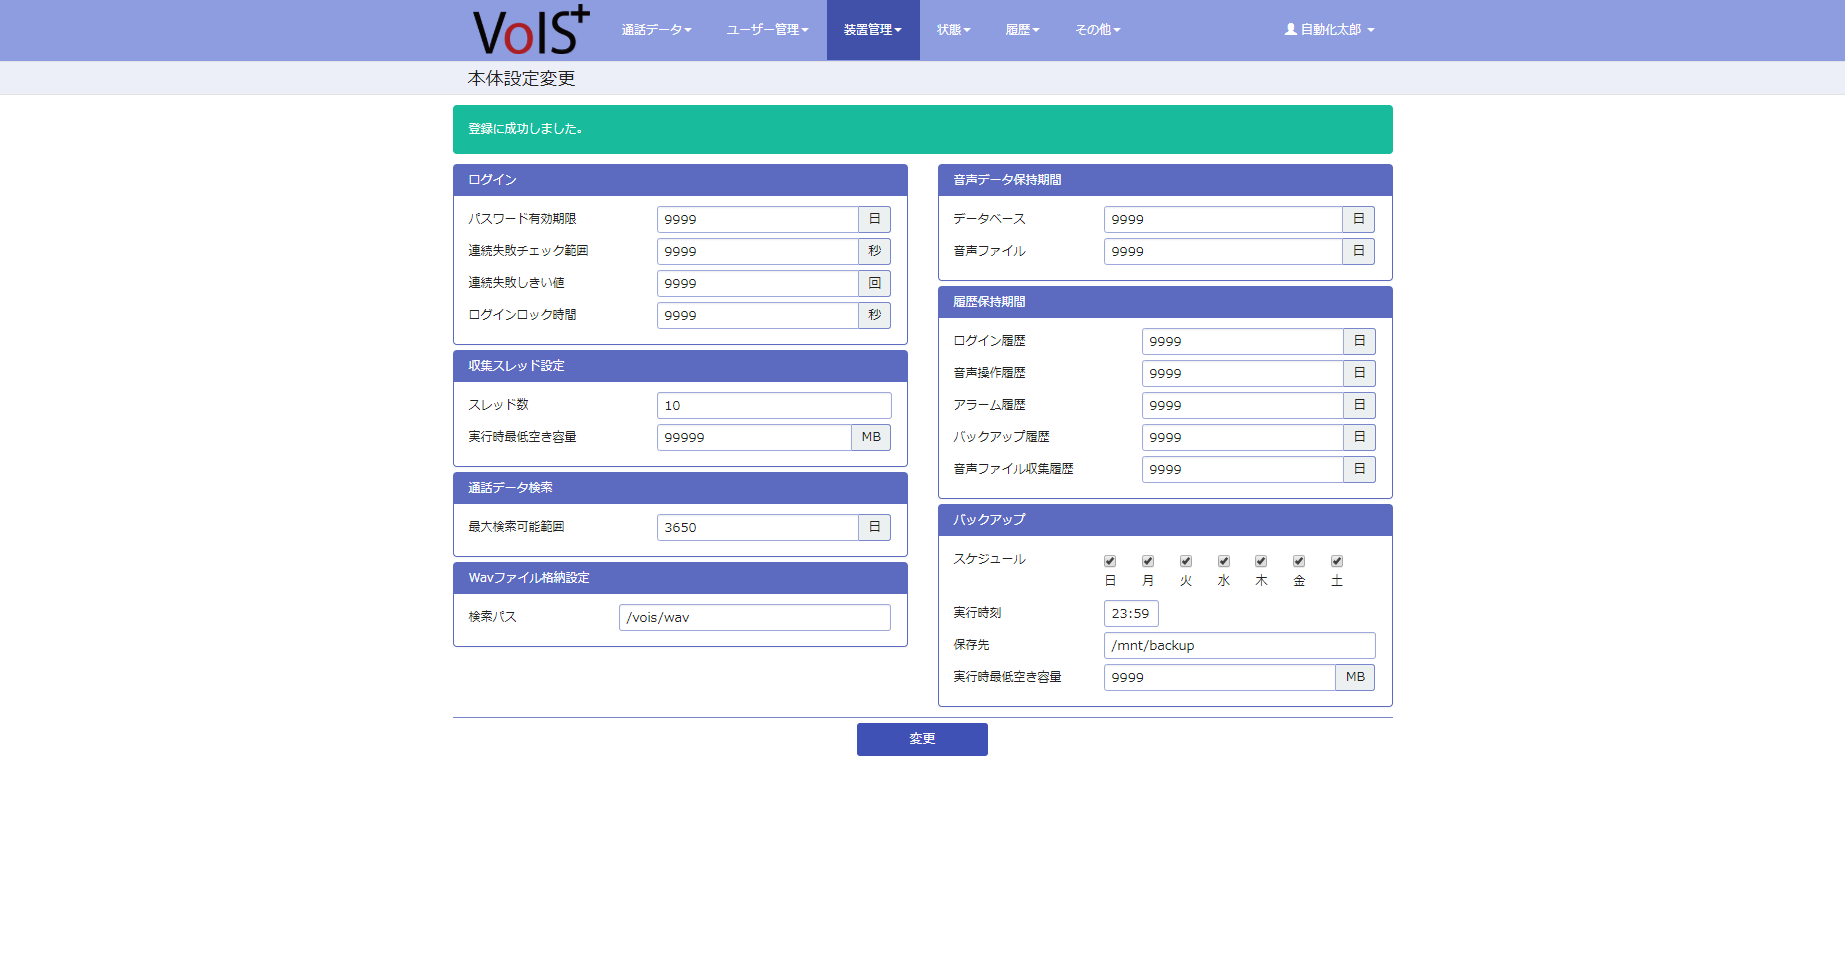 VoIS+
通話データ ユーザー管理 装置管理 状態 履歴 その他 自動化太郎
本体設定変更
登録に成功しました。
ログイン
パスワード有効期限 9999 日
連続失敗チェック範囲 9999 秒
連続失敗しきい値 9999 回
ログインロック時間 9999 秒
収集スレッド設定
スレッド数 10
実行時最低空き容量 99999 MB
通話データ検索
最大検索可能範囲 3650 日
Wavファイル格納設定
検索パス /vois/wav
音声データ保持期間
データベース 9999 日
音声ファイル 9999 日
履歴保持期間
ログイン履歴 9999 日
音声操作履歴 9999 日
アラーム履歴 9999 日
バックアップ履歴 9999 日
音声ファイル収集履歴 9999 日
バックアップ
スケジュール
日 月 火 水 木 金 土
実行時刻 23:59
保存先 /mnt/backup
実行時最低空き容量 9999 MB
変更